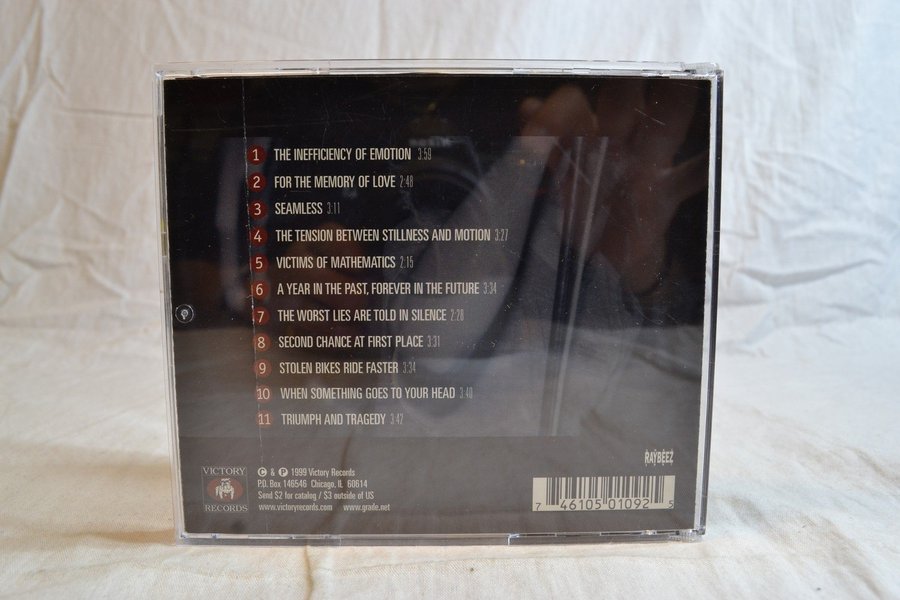 1 THE INEFFICIENCY OF EMOTION 3:59
2 FOR THE MEMORY OF LOVE 2:48
3 SEAMLESS 3:11
4 THE TENSION BETWEEN STILLNESS AND MOTION 3:27
5 VICTIMS OF MATHEMATICS 2:15
6 A YEAR IN THE PAST, FOREVER IN THE FUTURE 3:34
7 THE WORST LIES ARE TOLD IN SILENCE 2:28
8 SECOND CHANCE AT FIRST PLACE 3:31
9 STOLEN BIKES RIDE FASTER 3:34
10 WHEN SOMETHING GOES TO YOUR HEAD 3:40
11 TRIUMPH AND TRAGEDY 3:42
RAYBEEZ
VICTORY
RECORDS
© & ℗ 1999 Victory Records
P.O. Box 146546 Chicago, IL 60614
Send $2 for catalog / $3 outside of US
www.victoryrecords.com www.grade.net
7 46105 01092 5